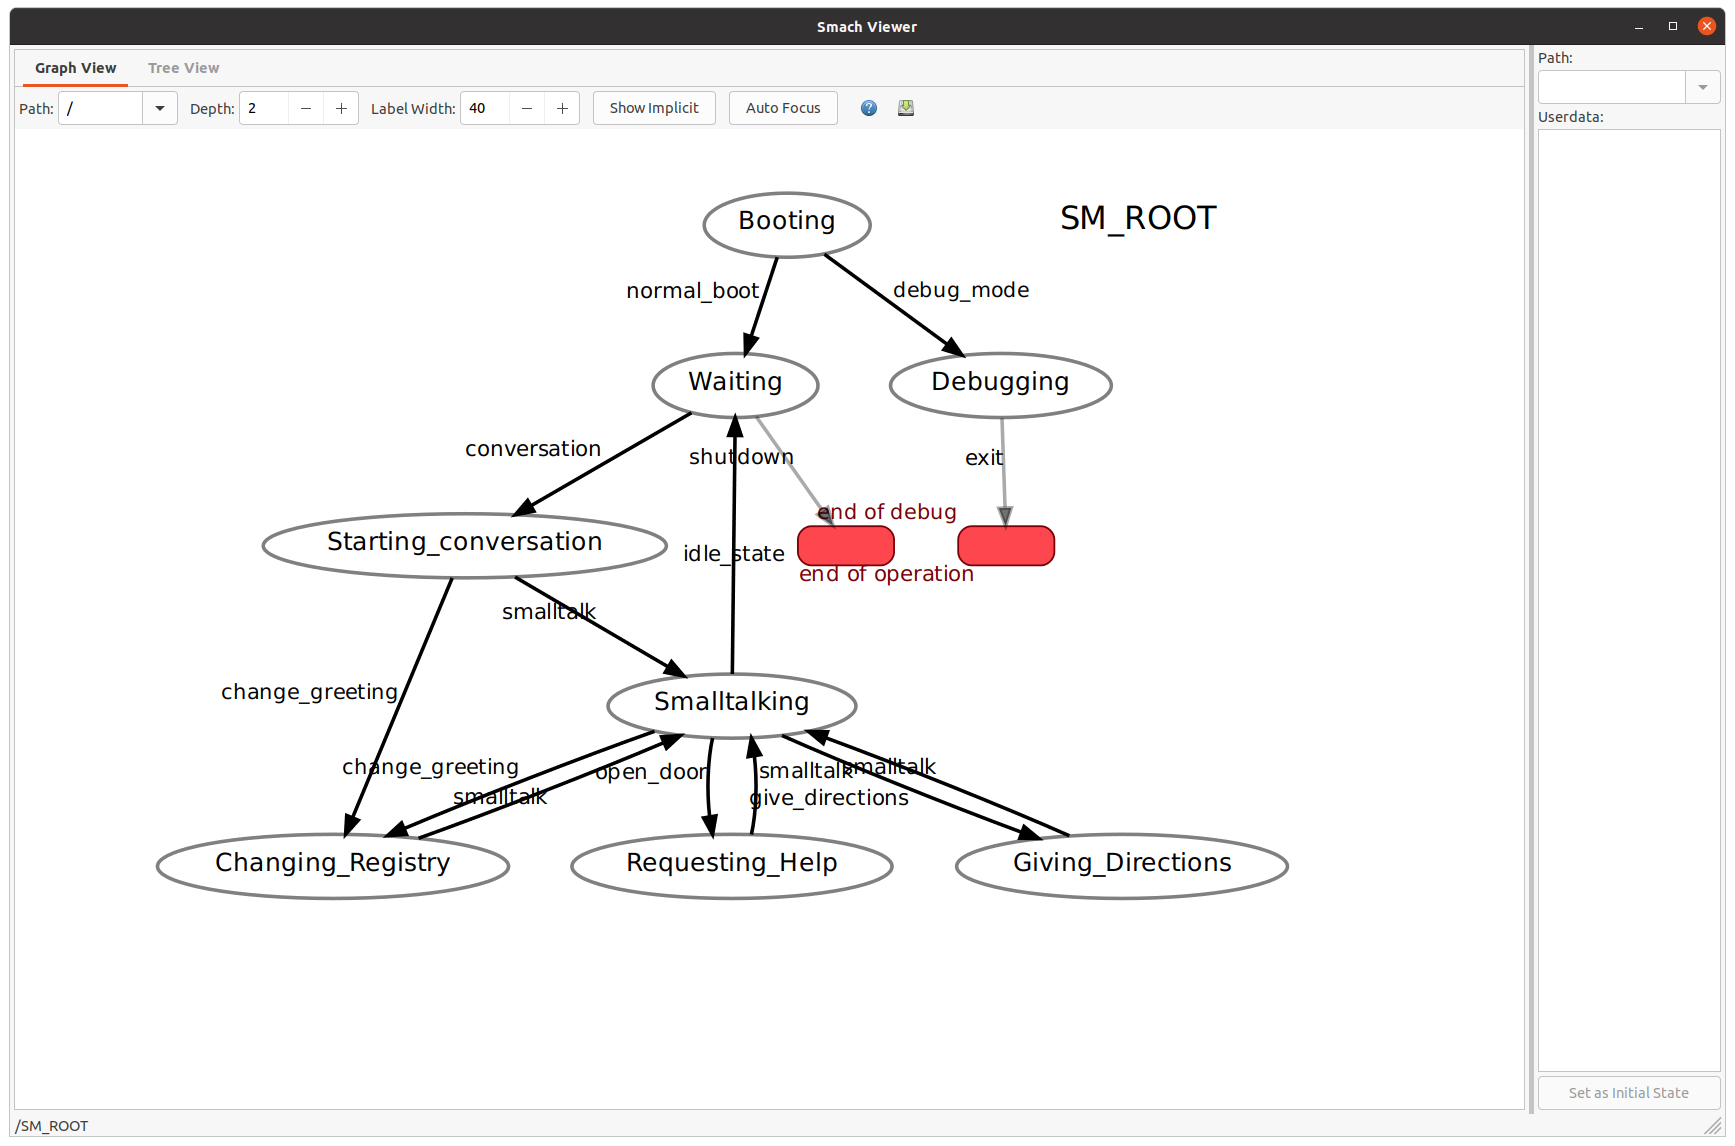 Smach Viewer
Graph View Tree View
Path: / Depth: 2 Label Width: 40 Show Implicit Auto Focus
Path:
Userdata:
Booting
SM_ROOT
normal_boot
debug_mode
Waiting
Debugging
conversation
shutdown
exit
end of debug
Starting_conversation
idle_state
end of operation
smalltalk
change_greeting
Smalltalking
change_greeting
open_door
smalltalk
smalltalk
smalltalk
give_directions
Changing_Registry
Requesting_Help
Giving_Directions
Set as Initial State
/SM_ROOT